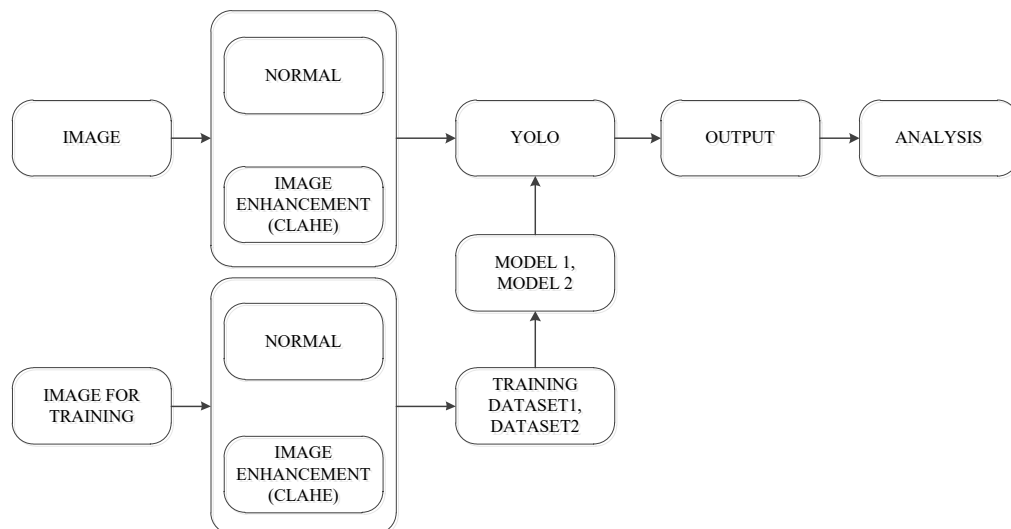 NORMAL
IMAGE
IMAGE
ENHANCEMENT
(CLAHE)
YOLO
OUTPUT
ANALYSIS
MODEL 1,
MODEL 2
NORMAL
IMAGE FOR
TRAINING
IMAGE
ENHANCEMENT
(CLAHE)
TRAINING
DATASET1,
DATASET2